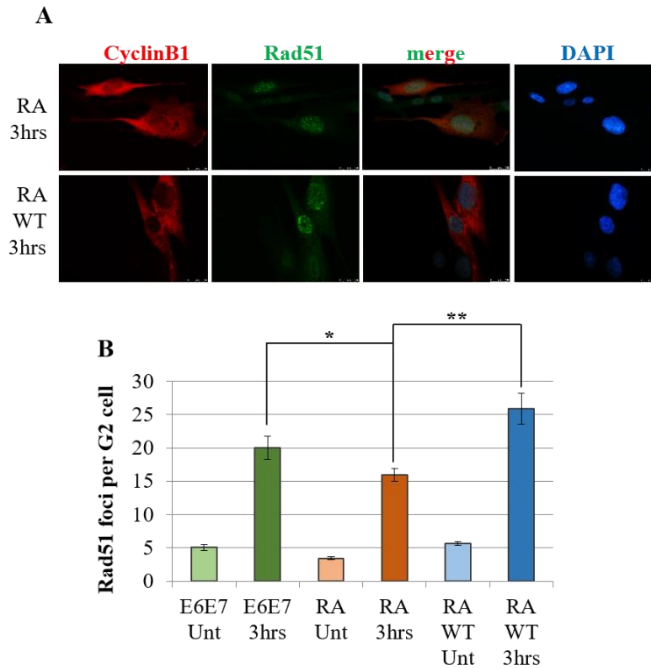 A
CyclinB1 Rad51 merge DAPI
RA
3hrs
RA
WT
3hrs
B
*
**
Rad51 foci per G2 cell
30
25
20
15
10
5
0
E6E7 E6E7 RA RA RA RA
Unt 3hrs Unt 3hrs WT WT
Unt 3hrs